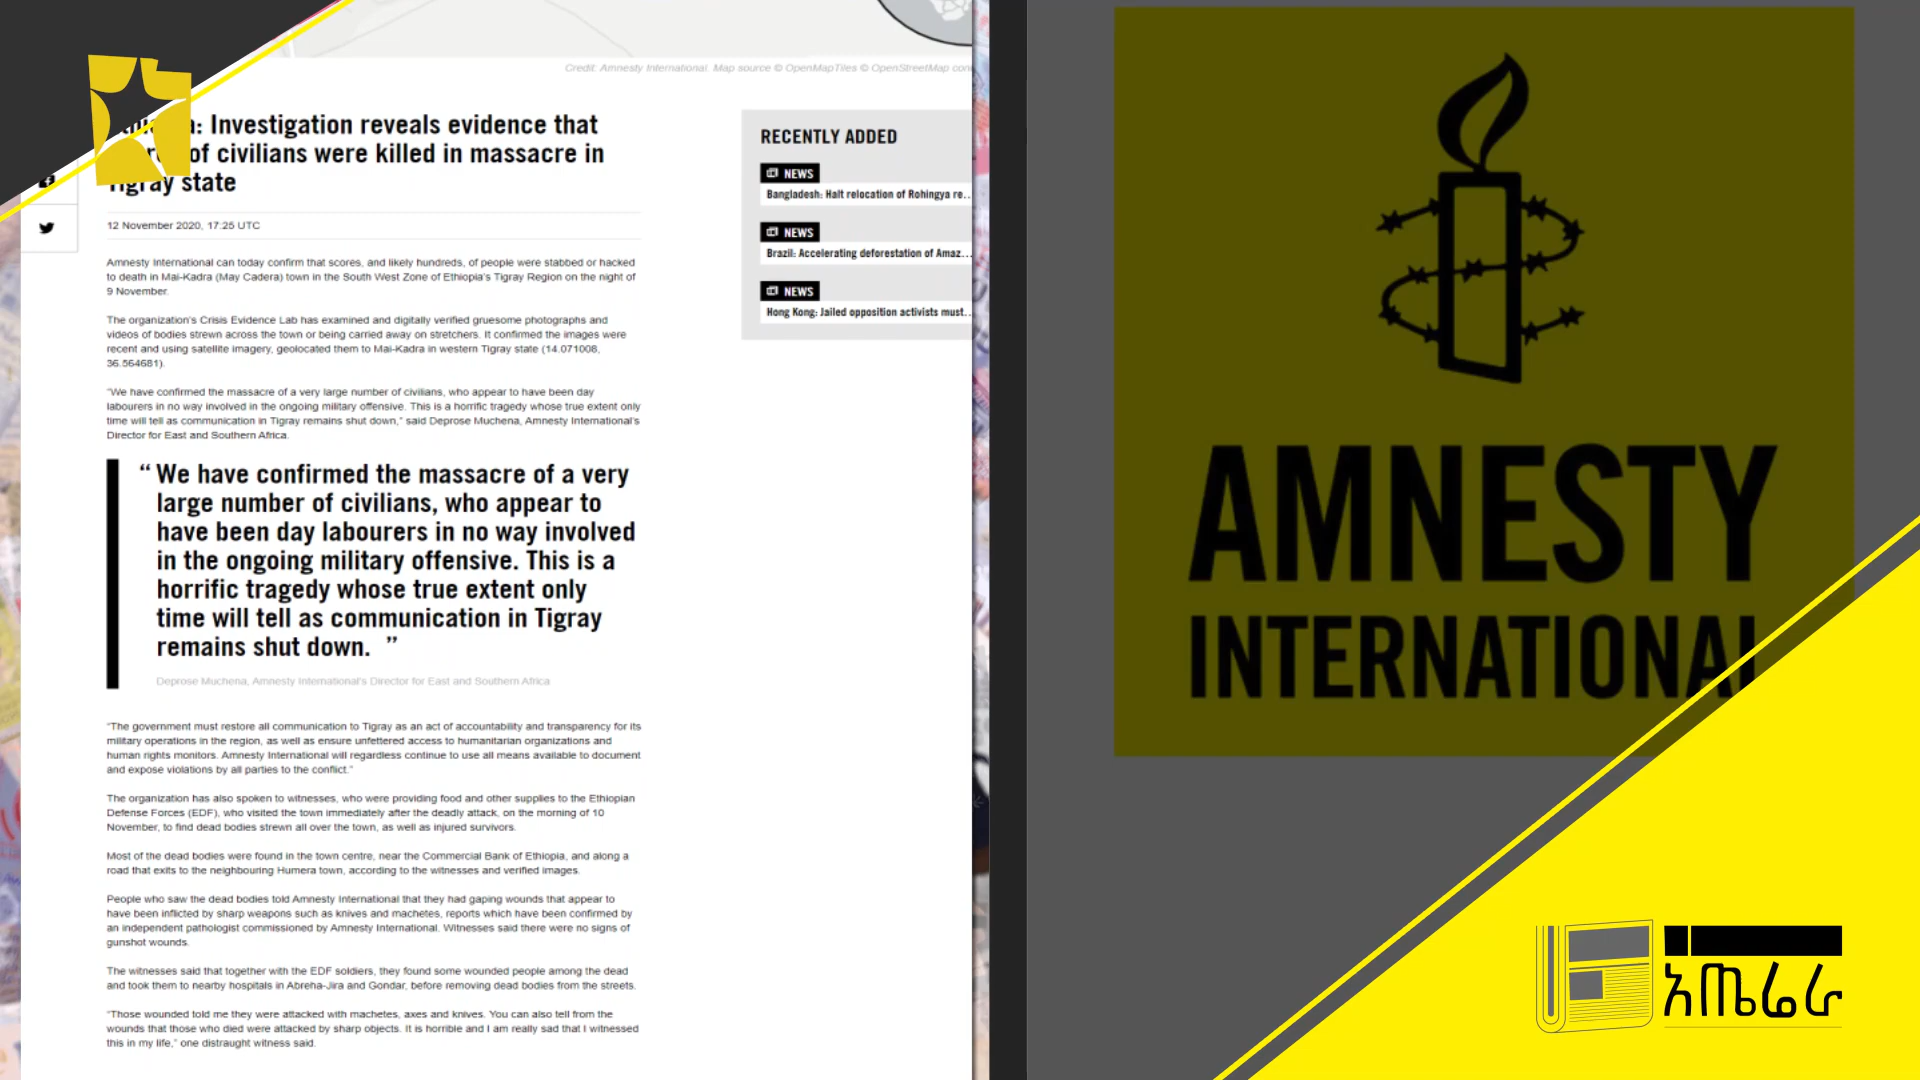 Credit: Amnesty International. Map source © OpenMapTiles © OpenStreetMap con
Investigation reveals evidence that
of civilians were killed in massacre in
Tigray state
12 November 2020, 17:25 UTC
Amnesty International can today confirm that scores, and likely hundreds, of people were stabbed or hacked
to death in Mai-Kadra (May Cadera) town in the South West Zone of Ethiopia's Tigray Region on the night of
9 November.
The organization's Crisis Evidence Lab has examined and digitally verified gruesome photographs and
videos of bodies strewn across the town or being carried away on stretchers. It confirmed the images were
recent and using satellite imagery, geolocated them to Mai-Kadra in western Tigray state (14.071008,
36.564681).
"We have confirmed the massacre of a very large number of civilians, who appear to have been day
labourers in no way involved in the ongoing military offensive. This is a horrific tragedy whose true extent only
time will tell as communication in Tigray remains shut down," said Deprose Muchena, Amnesty International's
Director for East and Southern Africa.
“ We have confirmed the massacre of a very
large number of civilians, who appear to
have been day labourers in no way involved
in the ongoing military offensive. This is a
horrific tragedy whose true extent only
time will tell as communication in Tigray
remains shut down. ”
Deprose Muchena, Amnesty International's Director for East and Southern Africa
"The government must restore all communication to Tigray as an act of accountability and transparency for its
military operations in the region, as well as ensure unfettered access to humanitarian organizations and
human rights monitors. Amnesty International will regardless continue to use all means available to document
and expose violations by all parties to the conflict."
The organization has also spoken to witnesses, who were providing food and other supplies to the Ethiopian
Defense Forces (EDF), who visited the town immediately after the deadly attack, on the morning of 10
November, to find dead bodies strewn all over the town, as well as injured survivors.
Most of the dead bodies were found in the town centre, near the Commercial Bank of Ethiopia, and along a
road that exits to the neighbouring Humera town, according to the witnesses and verified images.
People who saw the dead bodies told Amnesty International that they had gaping wounds that appear to
have been inflicted by sharp weapons such as knives and machetes, reports which have been confirmed by
an independent pathologist commissioned by Amnesty International. Witnesses said there were no signs of
gunshot wounds.
The witnesses said that together with the EDF soldiers, they found some wounded people among the dead
and took them to nearby hospitals in Abreha-Jira and Gondar, before removing dead bodies from the streets.
"Those wounded told me they were attacked with machetes, axes and knives. You can also tell from the
wounds that those who died were attacked by sharp objects. It is horrible and I am really sad that I witnessed
this in my life," one distraught witness said.
RECENTLY ADDED
NEWS
Bangladesh: Halt relocation of Rohingya re...
NEWS
Brazil: Accelerating deforestation of Amaz...
NEWS
Hong Kong: Jailed opposition activists must...
AMNESTY
INTERNATIONAL
አጤሬራ